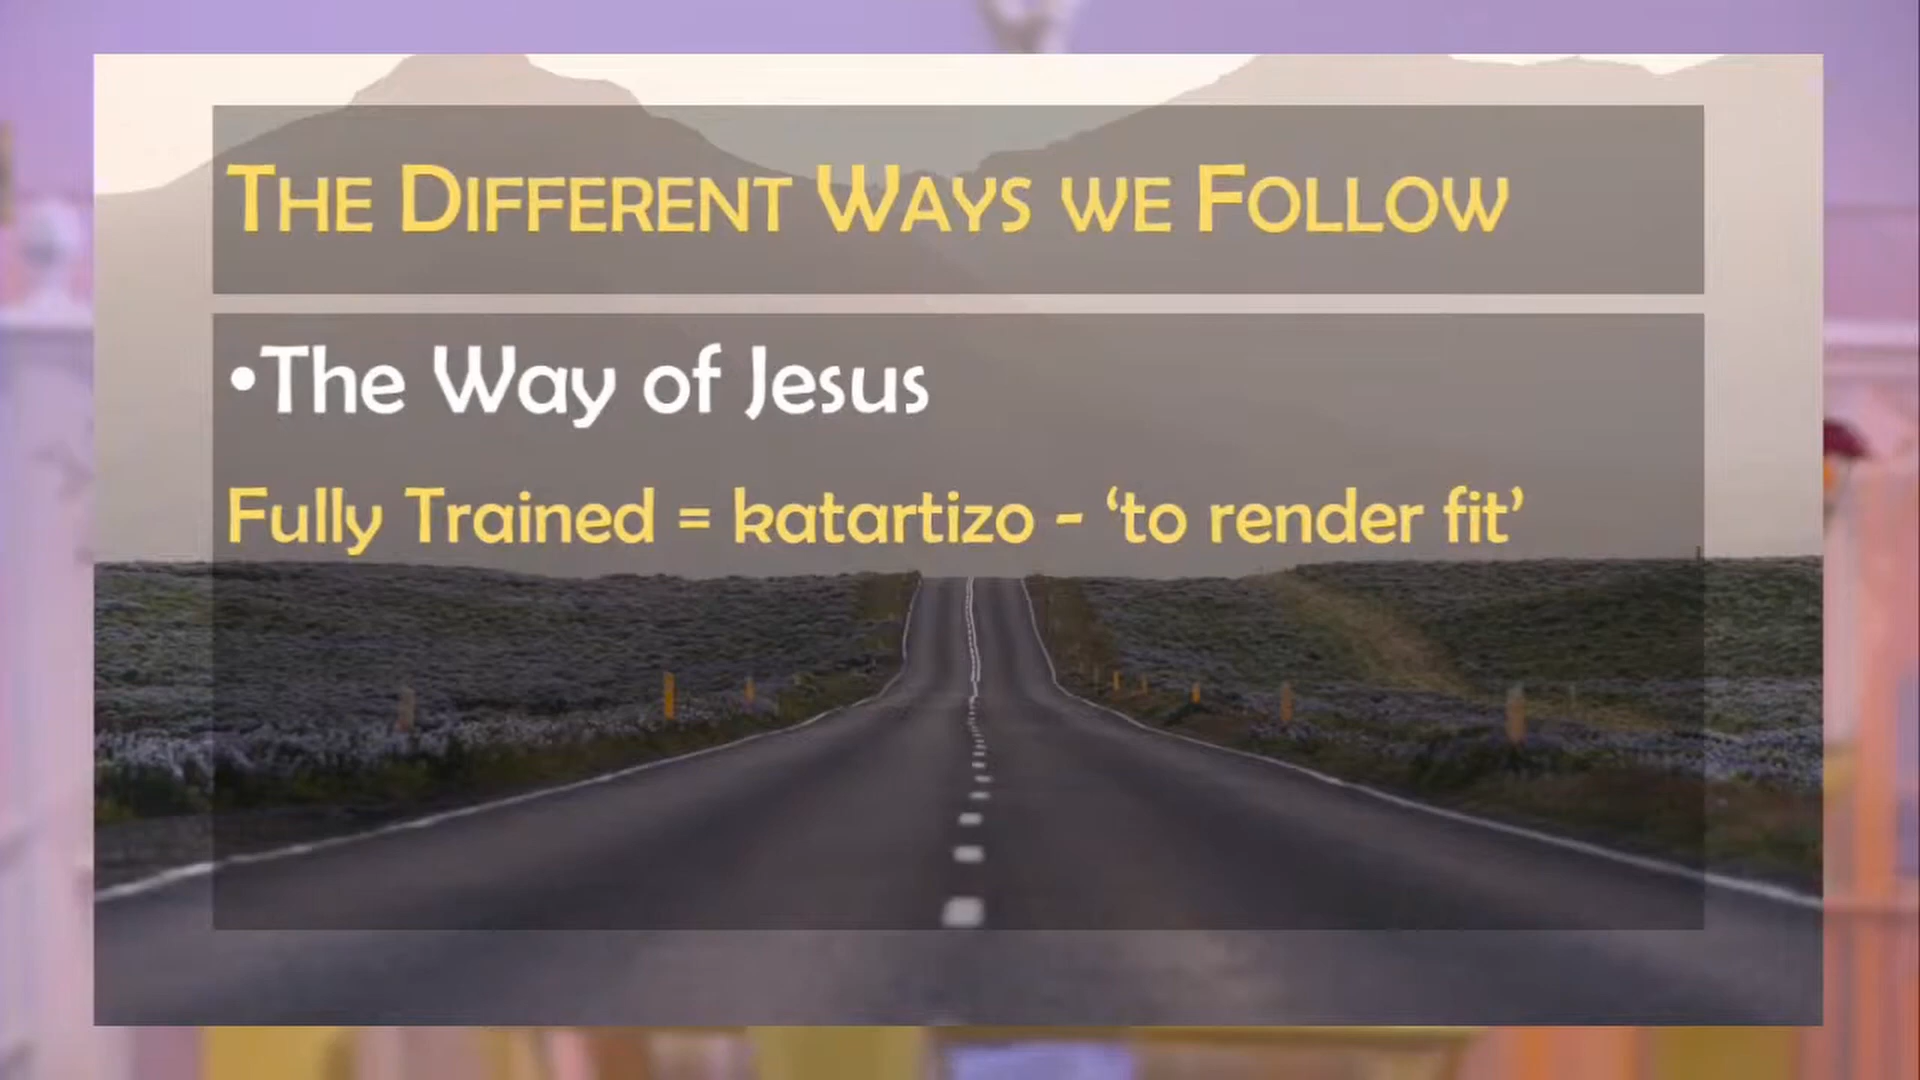 The Different Ways we Follow
•The Way of Jesus
Fully Trained = katartizo - ‘to render fit’